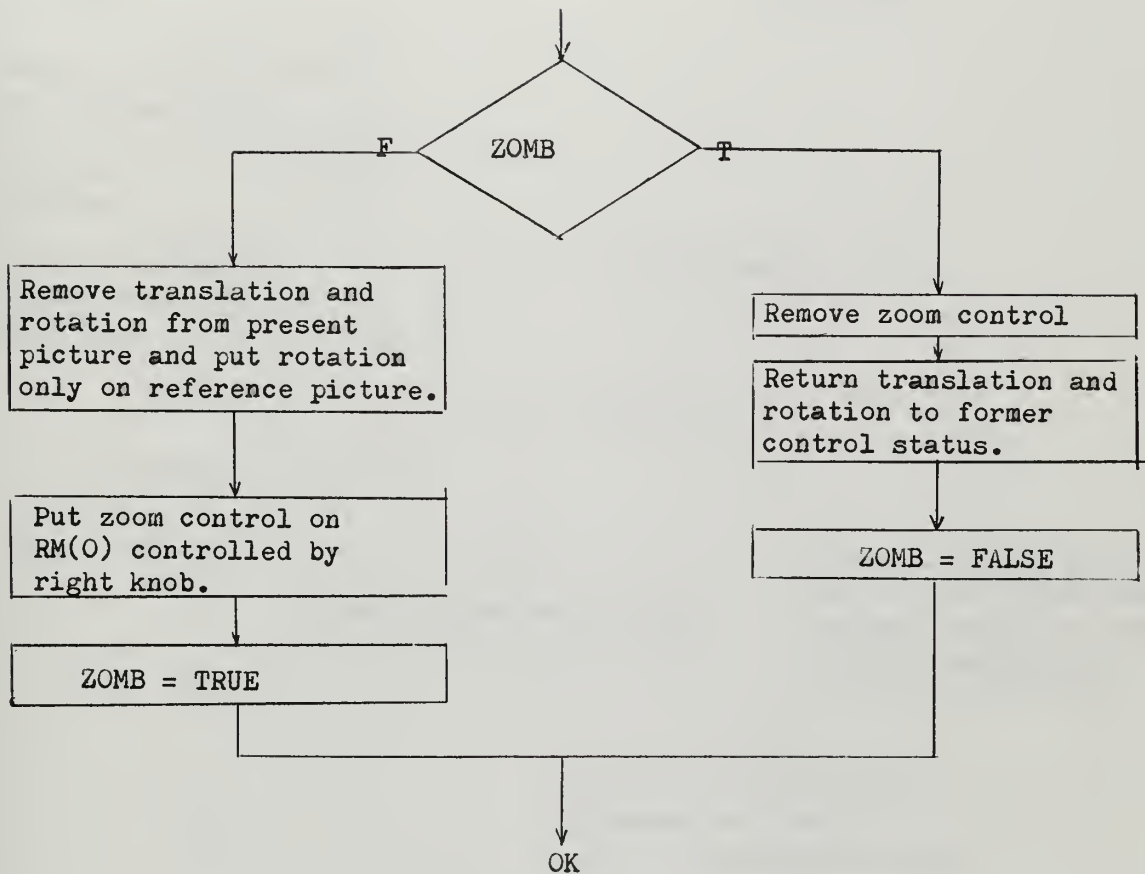 ZOMB
F
T
Remove translation and
rotation from present
picture and put rotation
only on reference picture.
Put zoom control on
RM(O) controlled by
right knob.
ZOMB = TRUE
Remove zoom control
Return translation and
rotation to former
control status.
ZOMB = FALSE
OK